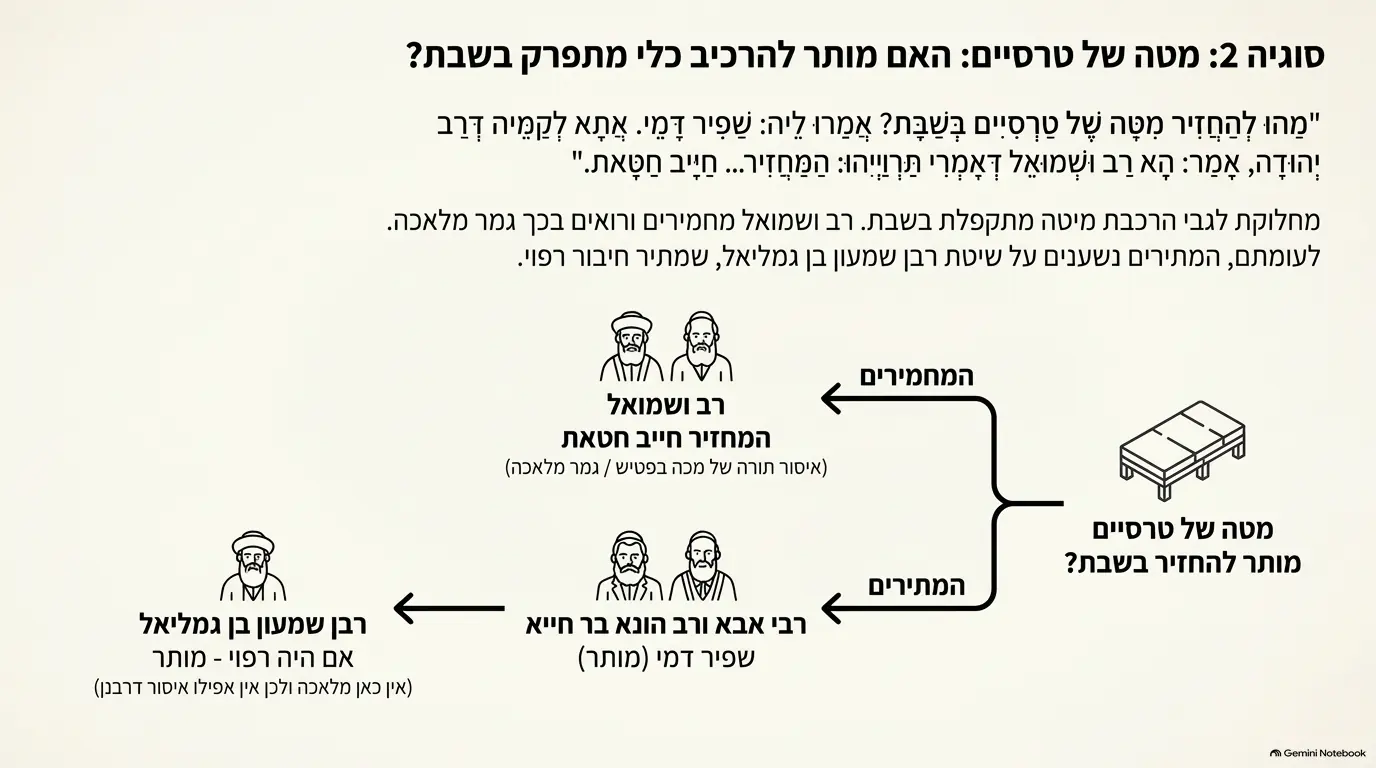 סוגיה 2: מטה של טרסיים: האם מותר להרכיב כלי מתפרק בשבת?
"מַהוּ לְהַחֲזִיר מִטָּה שֶׁל טַרְסִיִּים בְּשַׁבָּת? אֲמַרוּ לֵיה: שַׁפִּיר דָּמֵי. אֲתָא לְקַמֵּיה דְּרַב
יְהוּדָה, אָמַר: הָא רַב וּשְׁמוּאֵל דְּאָמְרִי תַּרְוַיְיהוּ: הַמַּחֲזִיר... חַיָּיב חַטָּאת."
מחלוקת לגבי הרכבת מיטה מתקפלת בשבת. רב ושמואל מחמירים ורואים בכך גמר מלאכה.
לעומתם, המתירים נשענים על שיטת רבן שמעון בן גמליאל, שמתיר חיבור רפוי.
מטה של טרסיים
מותר להחזיר בשבת?
המחמירים
רב ושמואל
המחזיר חייב חטאת
(איסור תורה של מכה בפטיש / גמר מלאכה)
המתירים
רבי אבא ורב הונא בר חייא
שפיר דמי (מותר)
רבן שמעון בן גמליאל
אם היה רפוי - מותר
(אין כאן מלאכה ולכן אין אפילו איסור דרבנן)
Gemini Notebook